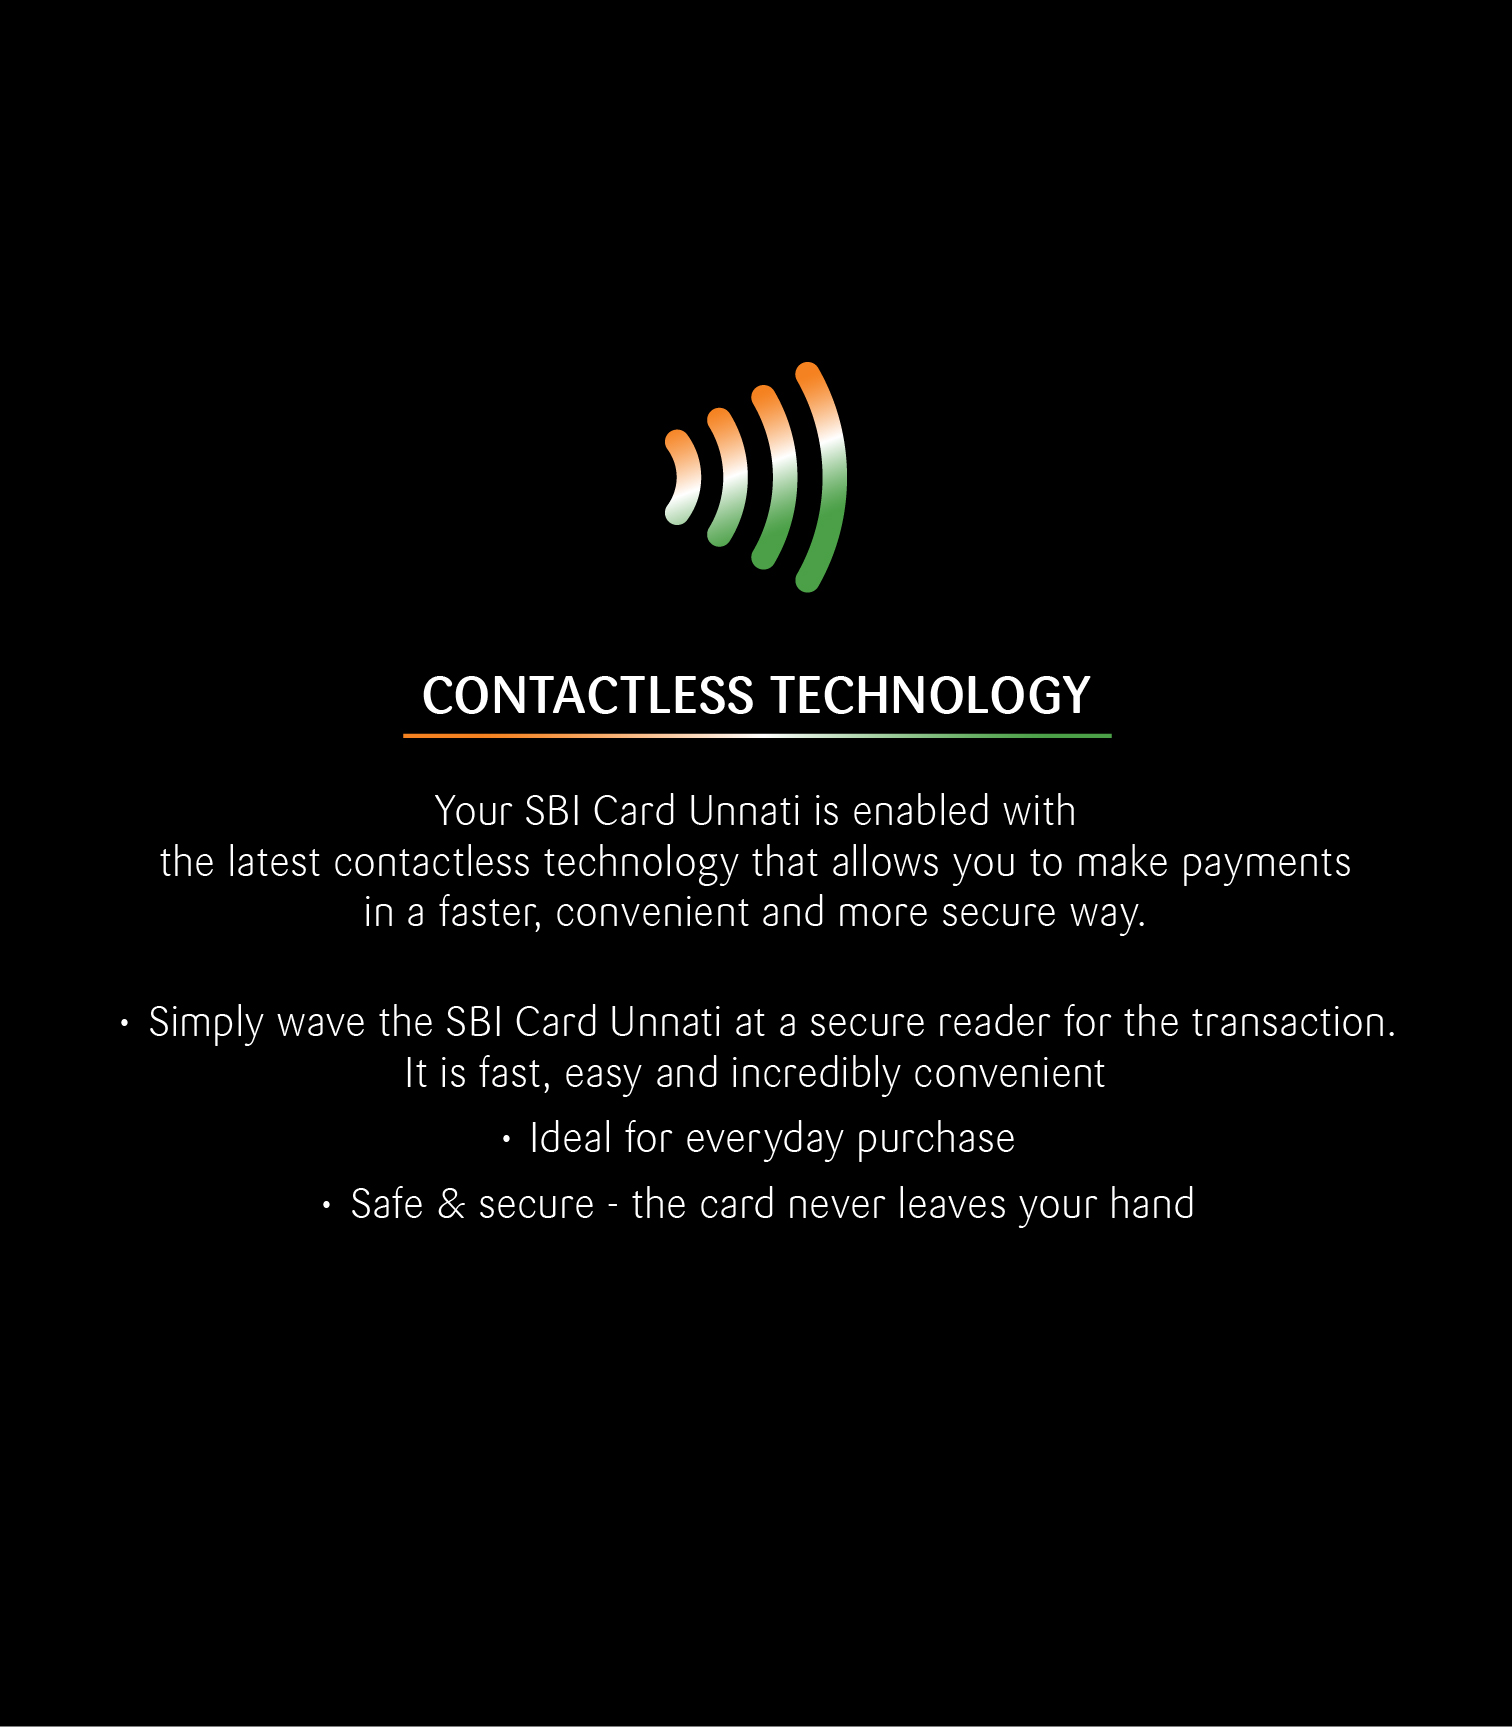 CONTACTLESS TECHNOLOGY
Your SBI Card Unnati is enabled with
the latest contactless technology that allows you to make payments
in a faster, convenient and more secure way.
• Simply wave the SBI Card Unnati at a secure reader for the transaction.
It is fast, easy and incredibly convenient
• Ideal for everyday purchase
• Safe & secure - the card never leaves your hand